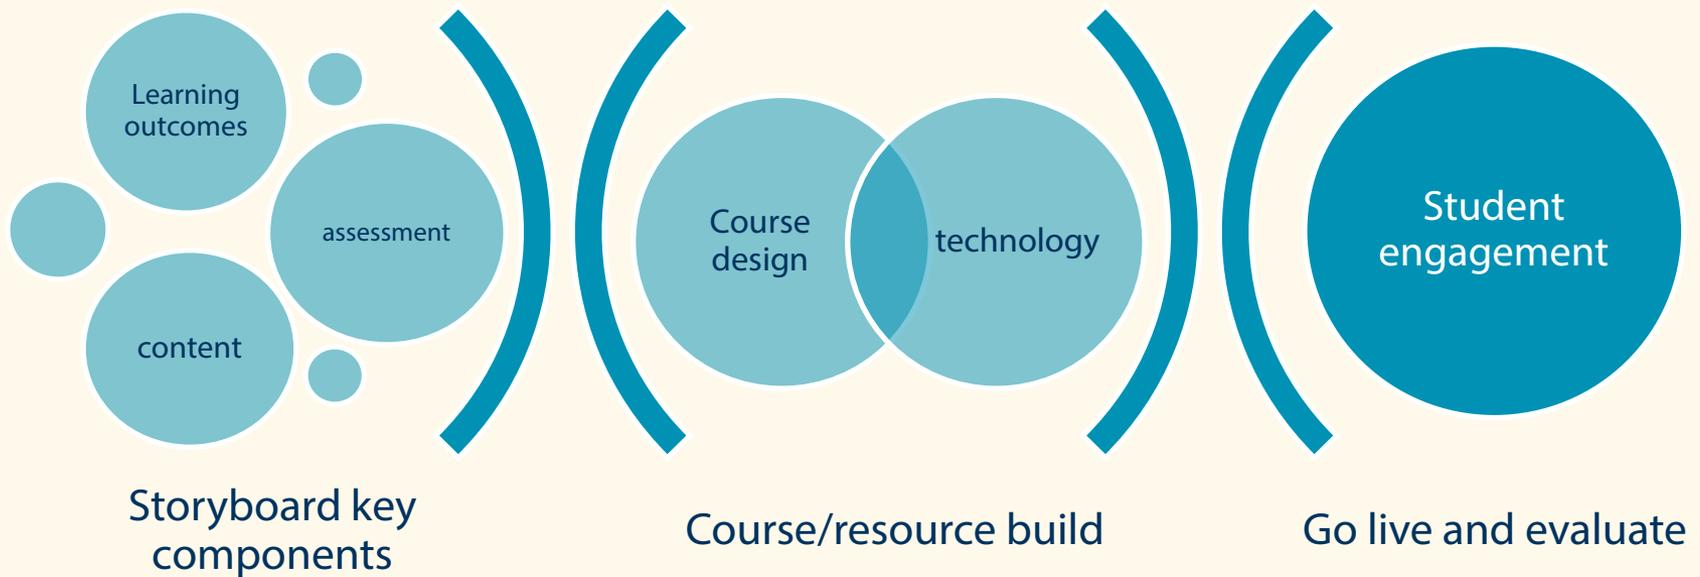 Learning
outcomes
assessment
content
Storyboard key
components
Course
design
technology
Course/resource build
Student
engagement
Go live and evaluate